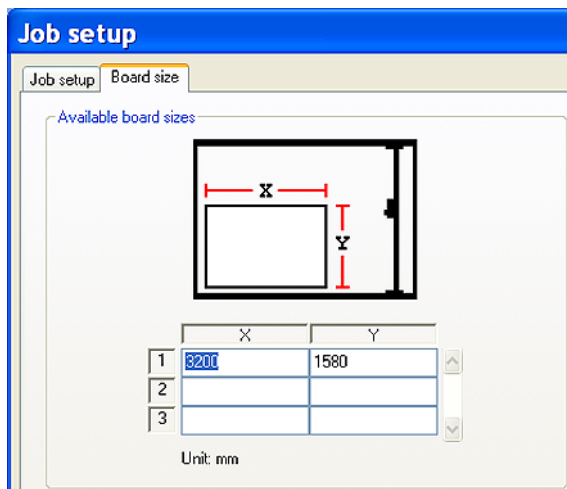 Job setup
Job setup Board size
Available board sizes
X
Y
X Y
1 3200 1580
2
3
Unit: mm